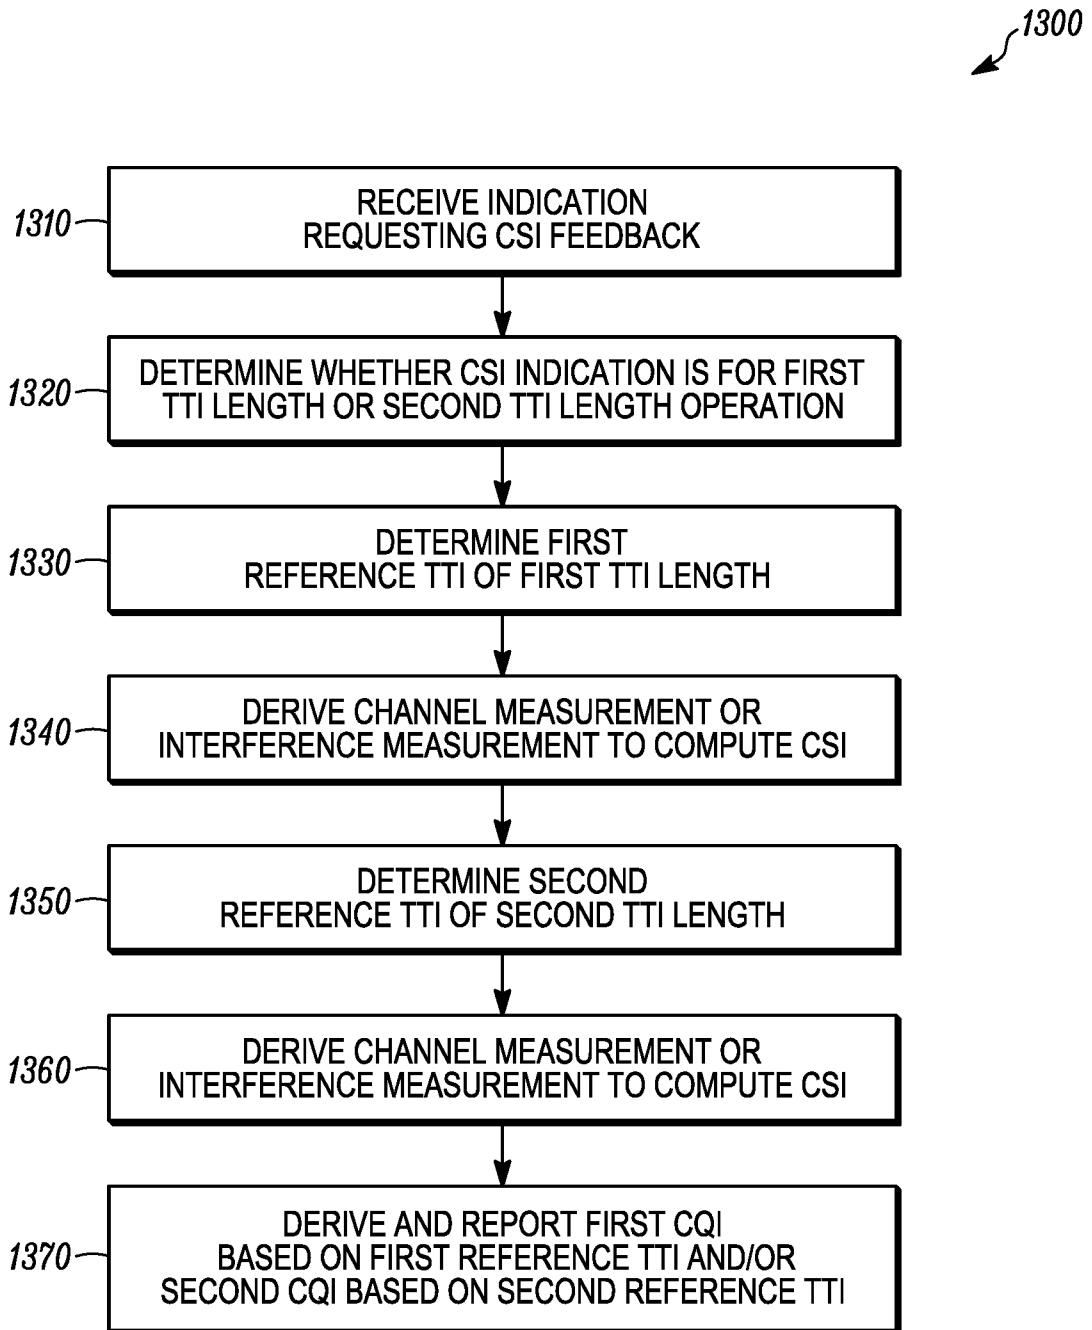 1300
1310
RECEIVE INDICATION
REQUESTING CSI FEEDBACK
1320
DETERMINE WHETHER CSI INDICATION IS FOR FIRST
TTI LENGTH OR SECOND TTI LENGTH OPERATION
1330
DETERMINE FIRST
REFERENCE TTI OF FIRST TTI LENGTH
1340
DERIVE CHANNEL MEASUREMENT OR
INTERFERENCE MEASUREMENT TO COMPUTE CSI
1350
DETERMINE SECOND
REFERENCE TTI OF SECOND TTI LENGTH
1360
DERIVE CHANNEL MEASUREMENT OR
INTERFERENCE MEASUREMENT TO COMPUTE CSI
1370
DERIVE AND REPORT FIRST CQI
BASED ON FIRST REFERENCE TTI AND/OR
SECOND CQI BASED ON SECOND REFERENCE TTI